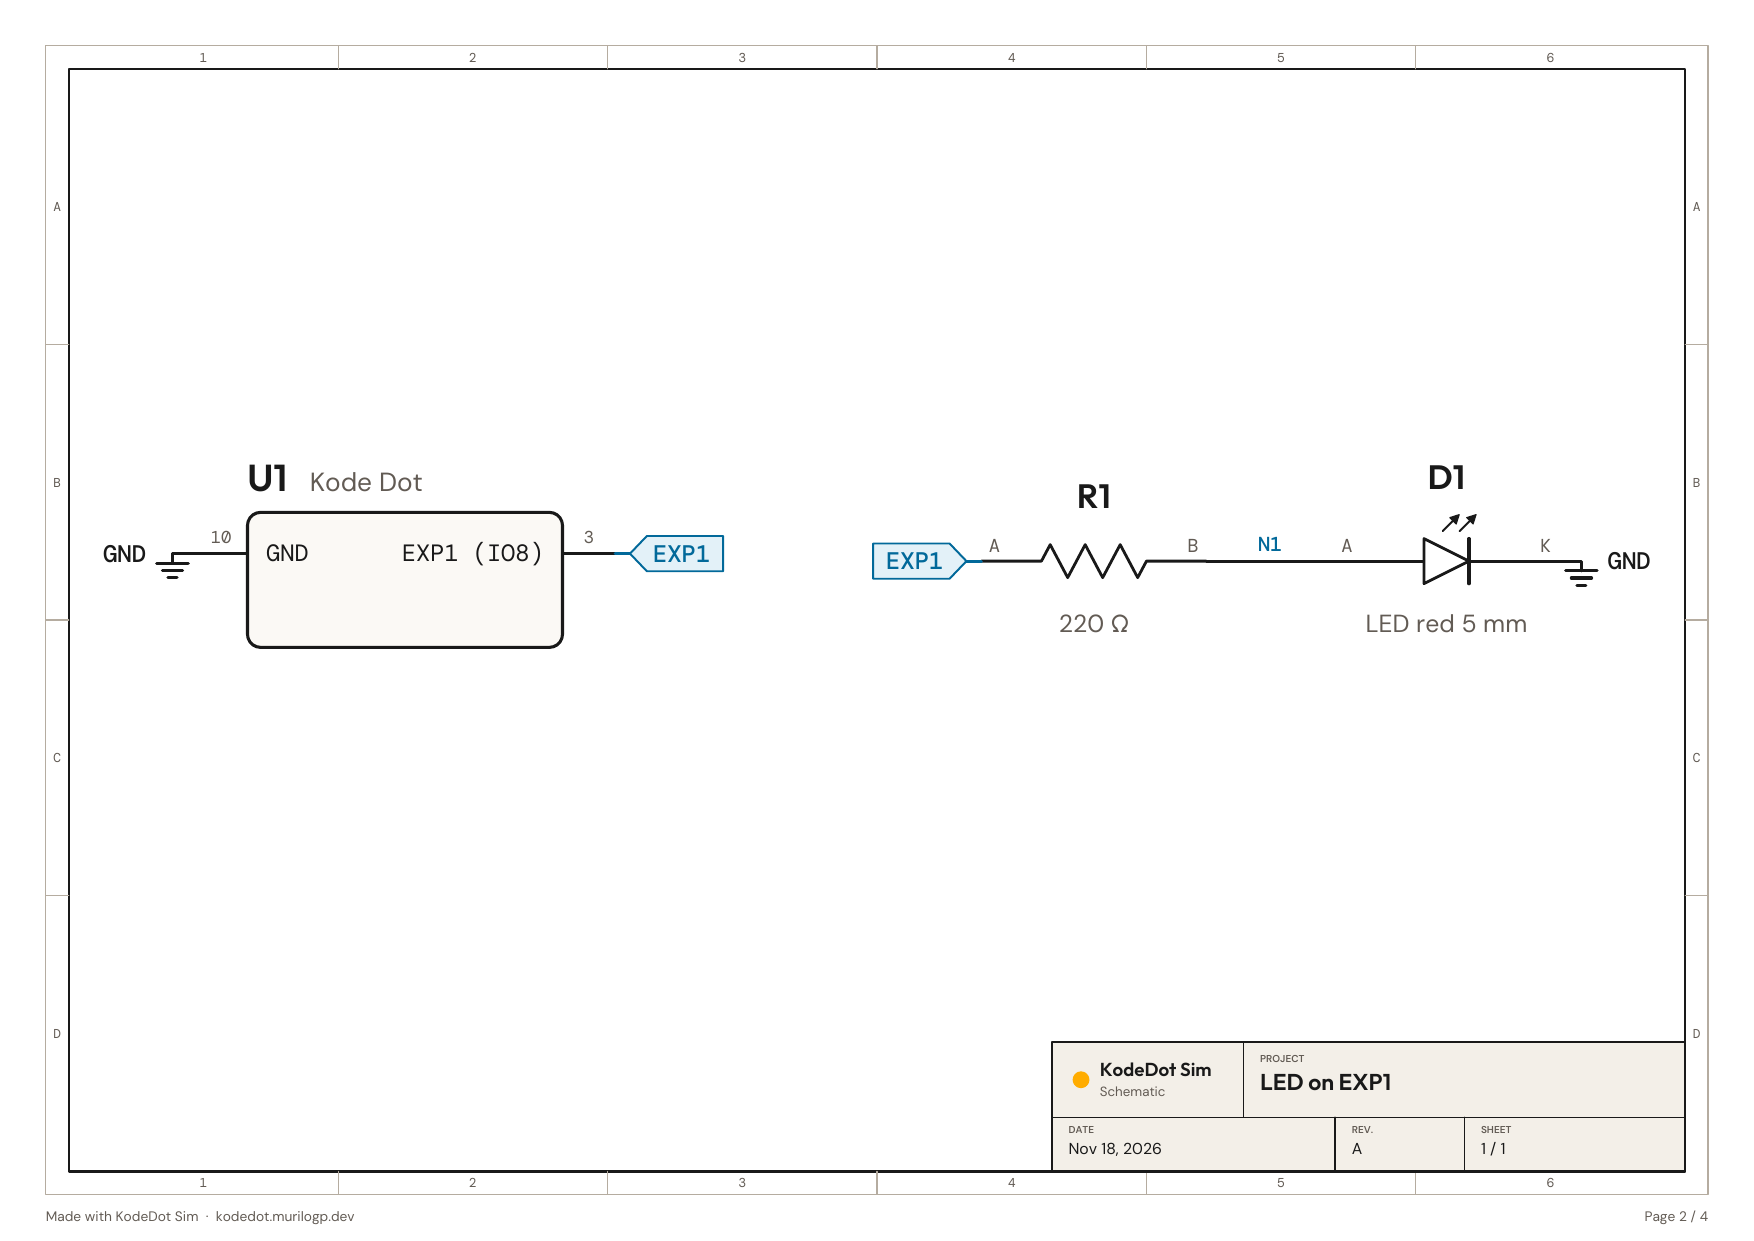 1 2 3 4 5 6
A A
U1 Kode Dot
R1
D1
B B
10
GND GND EXP1 (IO8) 3 EXP1
EXP1 A B N1 A K GND
220 Ω LED red 5 mm
C C
D D
KodeDot Sim
Schematic
PROJECT
LED on EXP1
DATE
Nov 18, 2026
REV.
A
SHEET
1 / 1
1 2 3 4 5 6
Made with KodeDot Sim · kodedot.murilogp.dev
Page 2 / 4